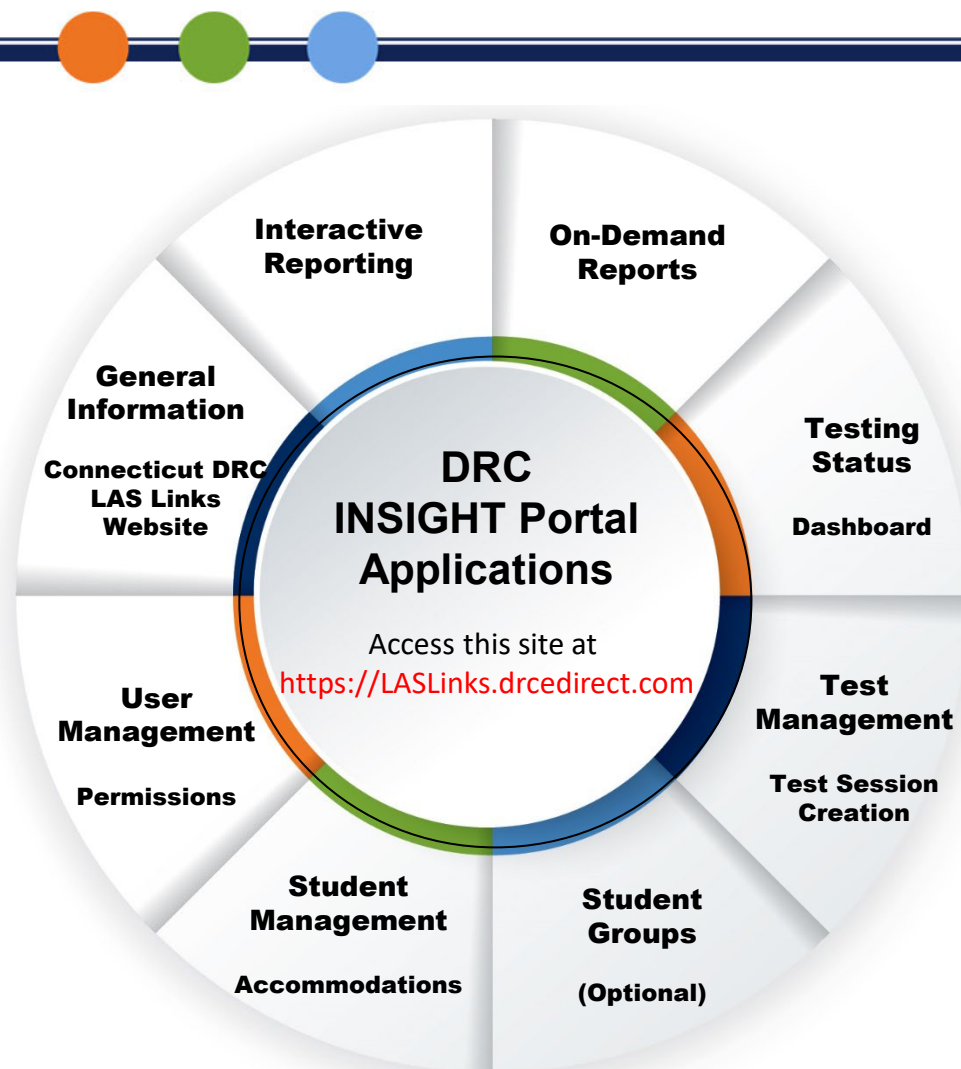 Interactive
Reporting
On-Demand
Reports
General
Information
Connecticut DRC
LAS Links
Website
Testing
Status
Dashboard
DRC
INSIGHT Portal
Applications
Access this site at
https://LASLinks.drcedirect.com
User
Management
Permissions
Test
Management
Test Session
Creation
Student
Management
Accommodations
Student
Groups
(Optional)